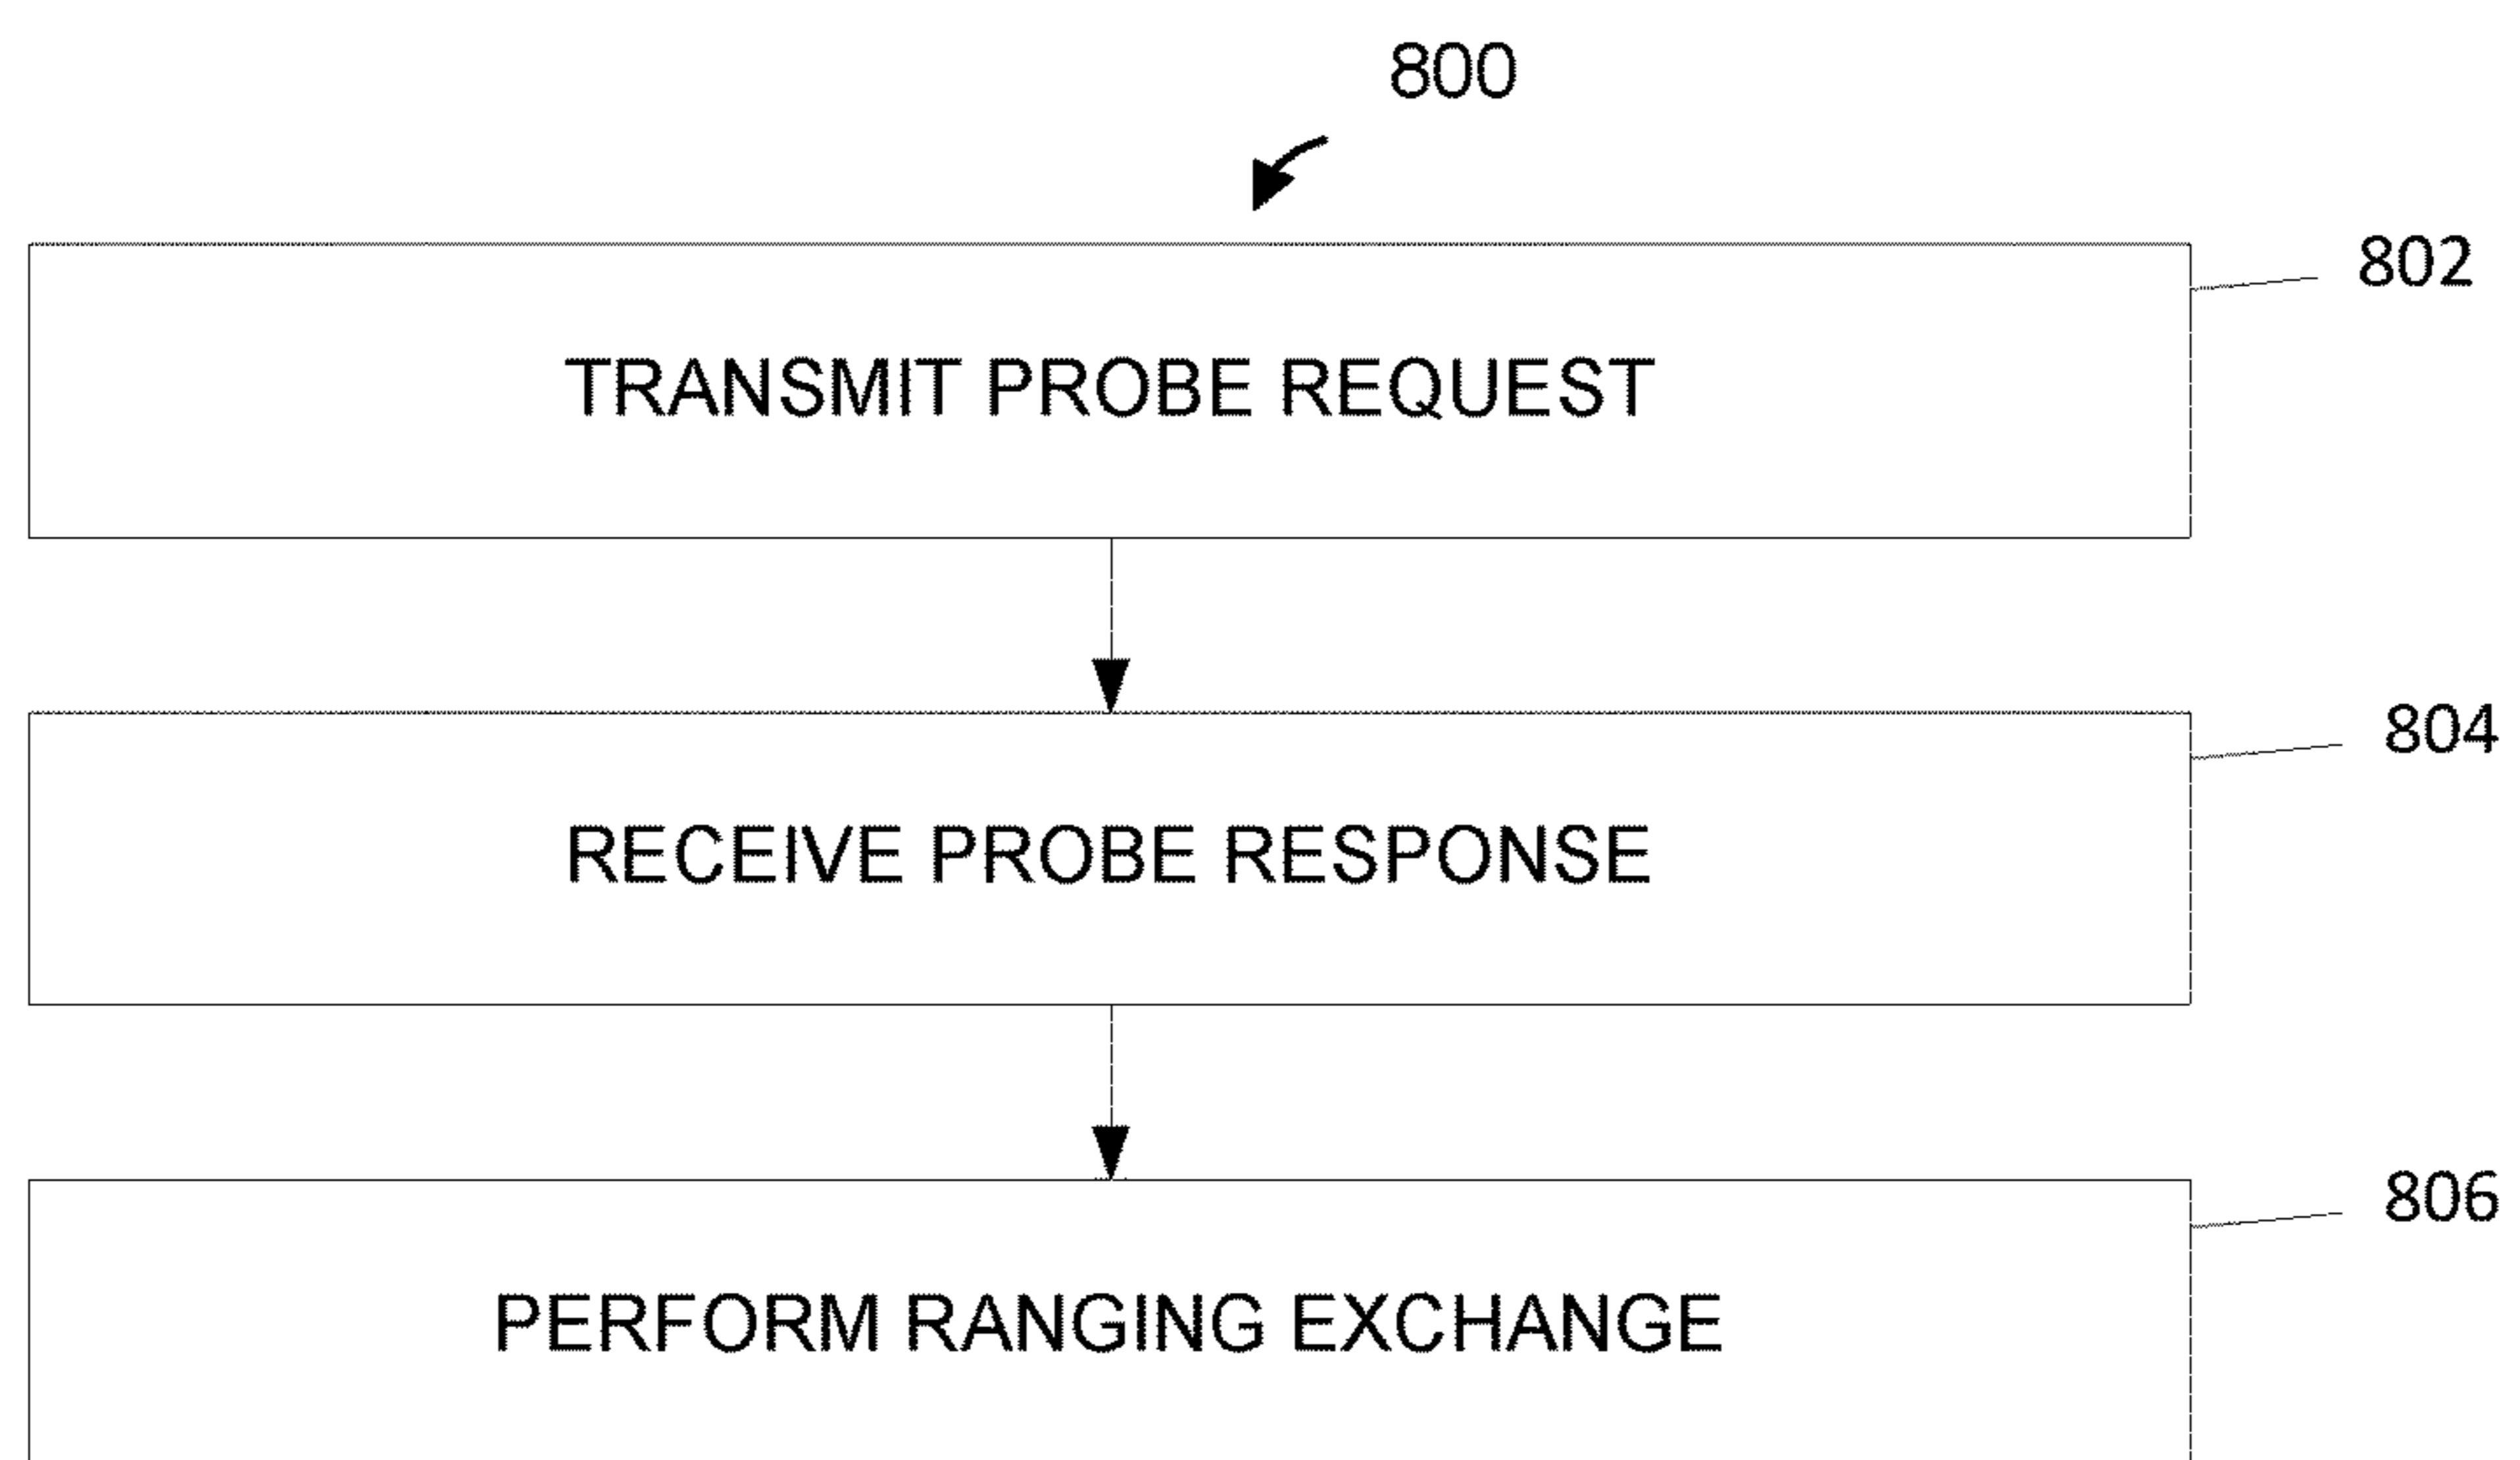 800
802
TRANSMIT PROBE REQUEST
804
RECEIVE PROBE RESPONSE
806
PERFORM RANGING EXCHANGE